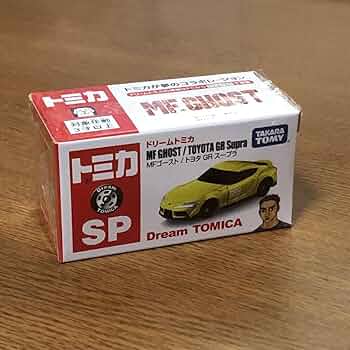 トミカ
対象年齢
3才以上
トミカが夢のコラボレーション
MF GHOST
トミカ
SP
Dream
TOMICA
ドリームトミカ
MF GHOST / TOYOTA GR Supra
MFゴースト / トヨタ GR スープラ
TAKARA
TOMY
Dream TOMICA